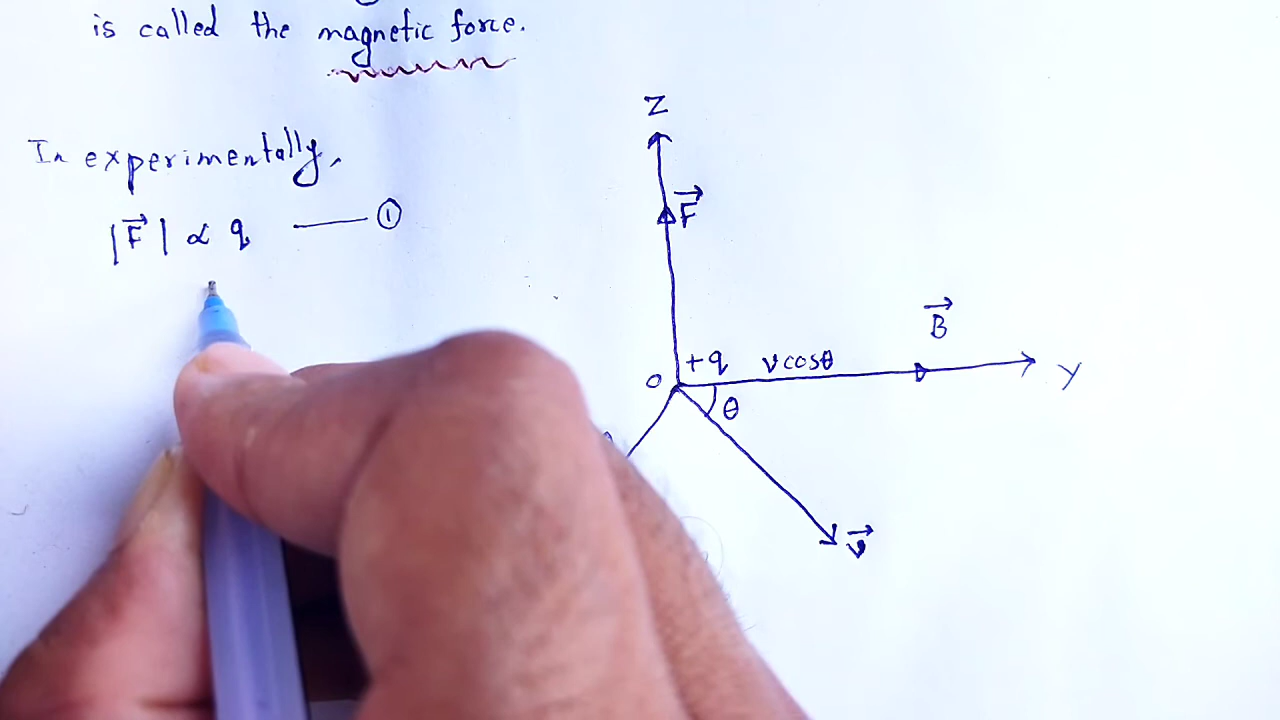 is called the magnetic force.
In experimentally,
|F⃗| ∝ q —— ①
Z
F⃗
B⃗
+q vcosθ
O
Y
θ
v⃗